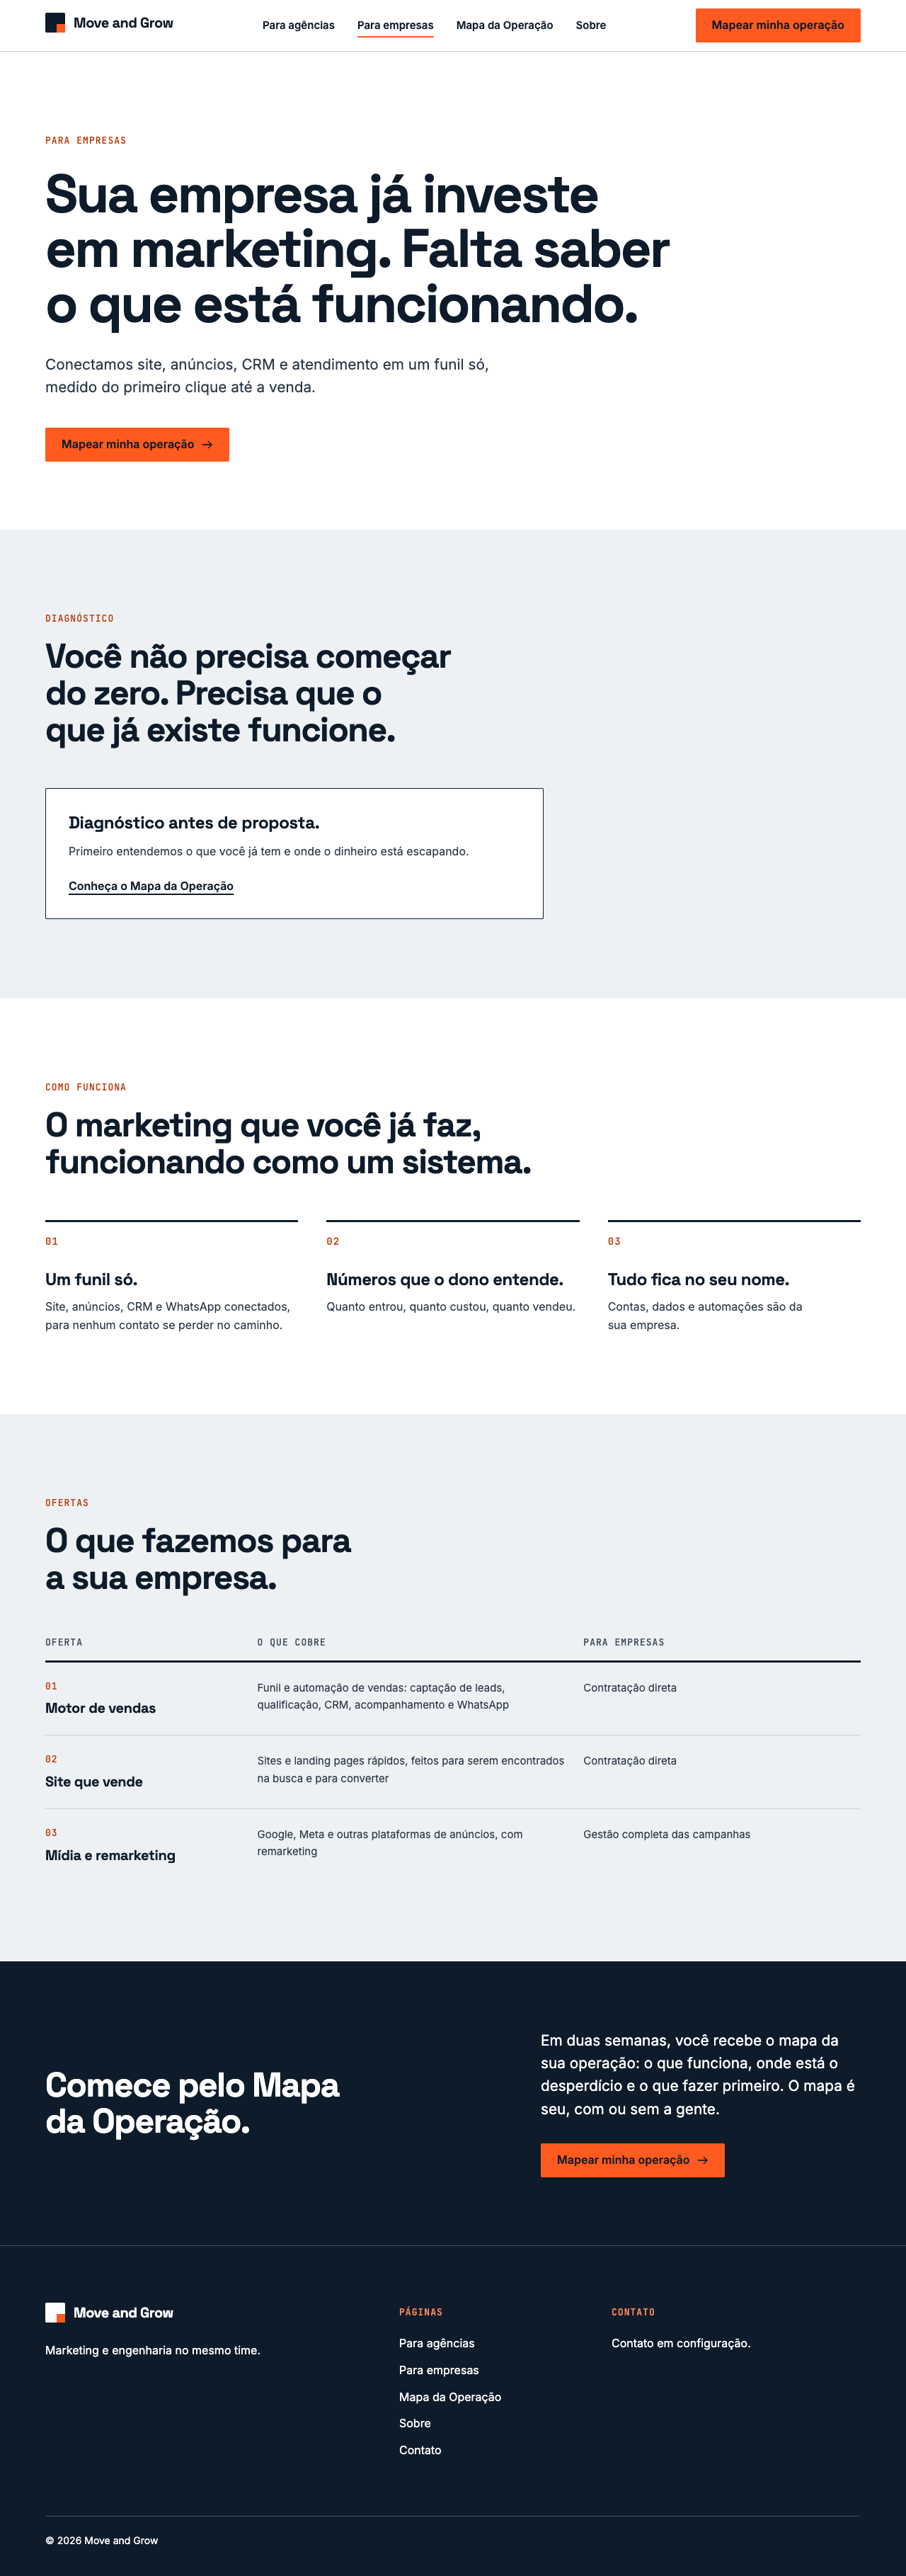 Move and Grow
Para agências
Para empresas
Mapa da Operação
Sobre
Mapear minha operação
PARA EMPRESAS
Sua empresa já investe
em marketing. Falta saber
o que está funcionando.
Conectamos site, anúncios, CRM e atendimento em um funil só,
medido do primeiro clique até a venda.
Mapear minha operação →
DIAGNÓSTICO
Você não precisa começar
do zero. Precisa que o
que já existe funcione.
Diagnóstico antes de proposta.
Primeiro entendemos o que você já tem e onde o dinheiro está escapando.
Conheça o Mapa da Operação
COMO FUNCIONA
O marketing que você já faz,
funcionando como um sistema.
01
Um funil só.
Site, anúncios, CRM e WhatsApp conectados,
para nenhum contato se perder no caminho.
02
Números que o dono entende.
Quanto entrou, quanto custou, quanto vendeu.
03
Tudo fica no seu nome.
Contas, dados e automações são da
sua empresa.
OFERTAS
O que fazemos para
a sua empresa.
OFERTA
O QUE COBRE
PARA EMPRESAS
01
Motor de vendas
Funil e automação de vendas: captação de leads,
qualificação, CRM, acompanhamento e WhatsApp
Contratação direta
02
Site que vende
Sites e landing pages rápidos, feitos para serem encontrados
na busca e para converter
Contratação direta
03
Mídia e remarketing
Google, Meta e outras plataformas de anúncios, com
remarketing
Gestão completa das campanhas
Comece pelo Mapa
da Operação.
Em duas semanas, você recebe o mapa da
sua operação: o que funciona, onde está o
desperdício e o que fazer primeiro. O mapa é
seu, com ou sem a gente.
Mapear minha operação →
Move and Grow
Marketing e engenharia no mesmo time.
PÁGINAS
Para agências
Para empresas
Mapa da Operação
Sobre
Contato
CONTATO
Contato em configuração.
© 2026 Move and Grow